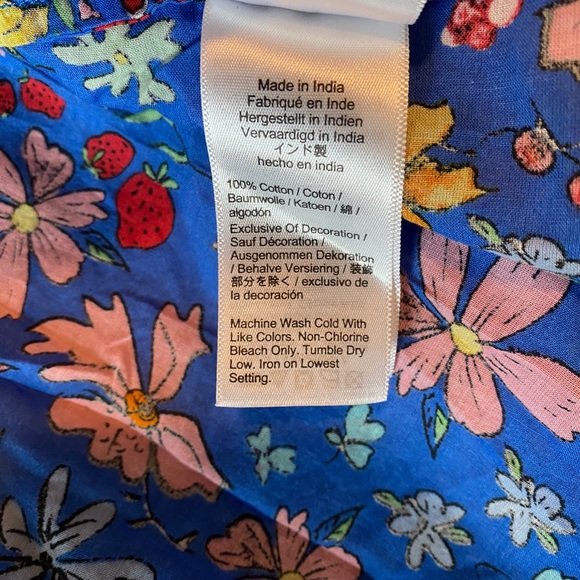 Made in India
Fabriqué en Inde
Hergestellt in Indien
Vervaardigd in India
インド製
hecho en india
100% Cotton / Coton /
Baumwolle / Katoen / 綿 /
algodón
Exclusive Of Decoration /
Sauf Décoration /
Ausgenommen Dekoration
/ Behalve Versiering / 装飾
部分を除く / exclusivo de
la decoración
Machine Wash Cold With
Like Colors. Non-Chlorine
Bleach Only. Tumble Dry
Low. Iron on Lowest
Setting.